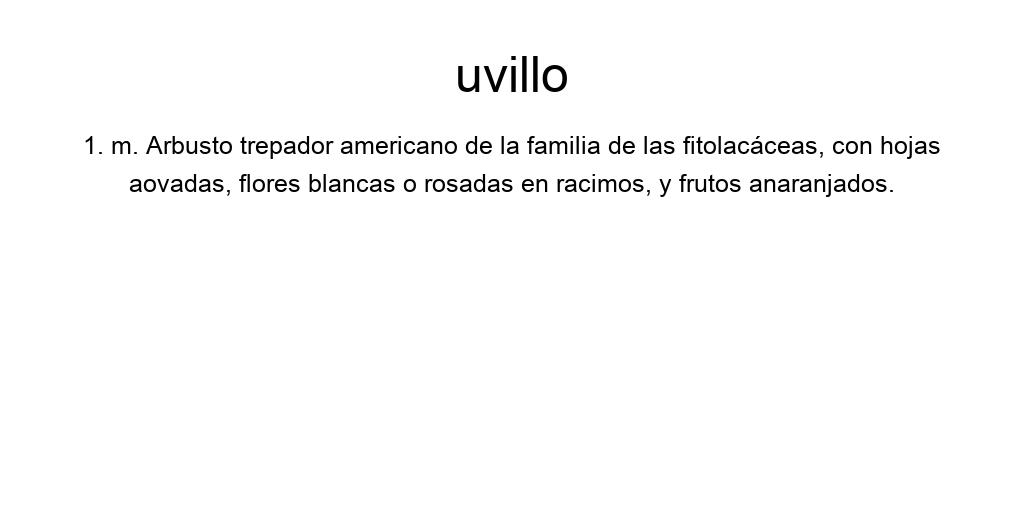 uvillo
1. m. Arbusto trepador americano de la familia de las fitolacáceas, con hojas
aovadas, flores blancas o rosadas en racimos, y frutos anaranjados.